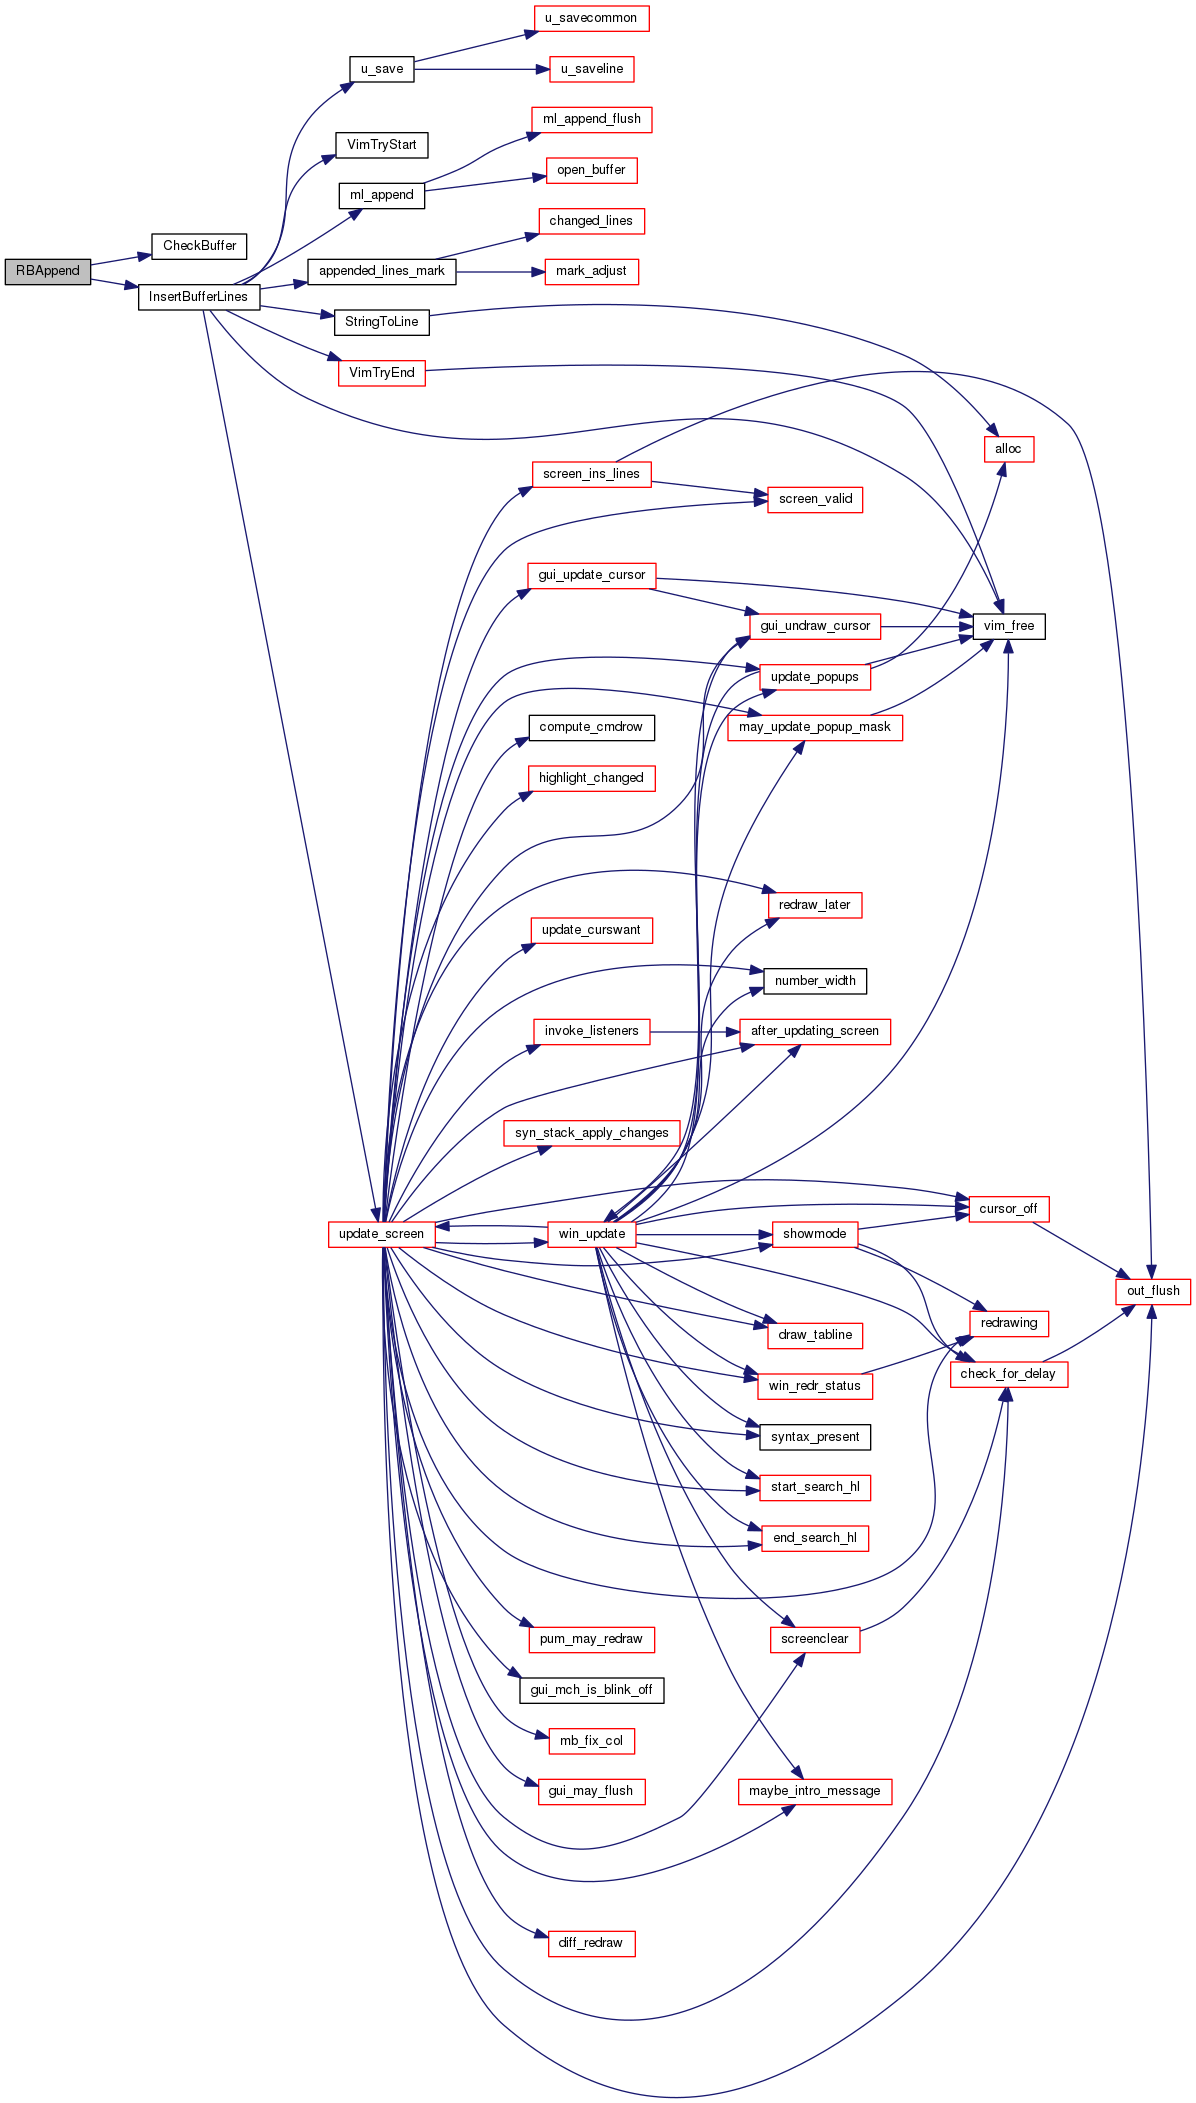 u_savecommon
u_save
u_saveline
ml_append_flush
VimTryStart
open_buffer
ml_append
changed_lines
CheckBuffer
RBAppend
appended_lines_mark
mark_adjust
InsertBufferLines
StringToLine
VimTryEnd
alloc
screen_ins_lines
screen_valid
gui_update_cursor
gui_undraw_cursor
vim_free
update_popups
compute_cmdrow
may_update_popup_mask
highlight_changed
redraw_later
update_curswant
number_width
invoke_listeners
after_updating_screen
syn_stack_apply_changes
cursor_off
update_screen
win_update
showmode
out_flush
redrawing
draw_tabline
check_for_delay
win_redr_status
syntax_present
start_search_hl
end_search_hl
pum_may_redraw
screenclear
gui_mch_is_blink_off
mb_fix_col
gui_may_flush
maybe_intro_message
diff_redraw